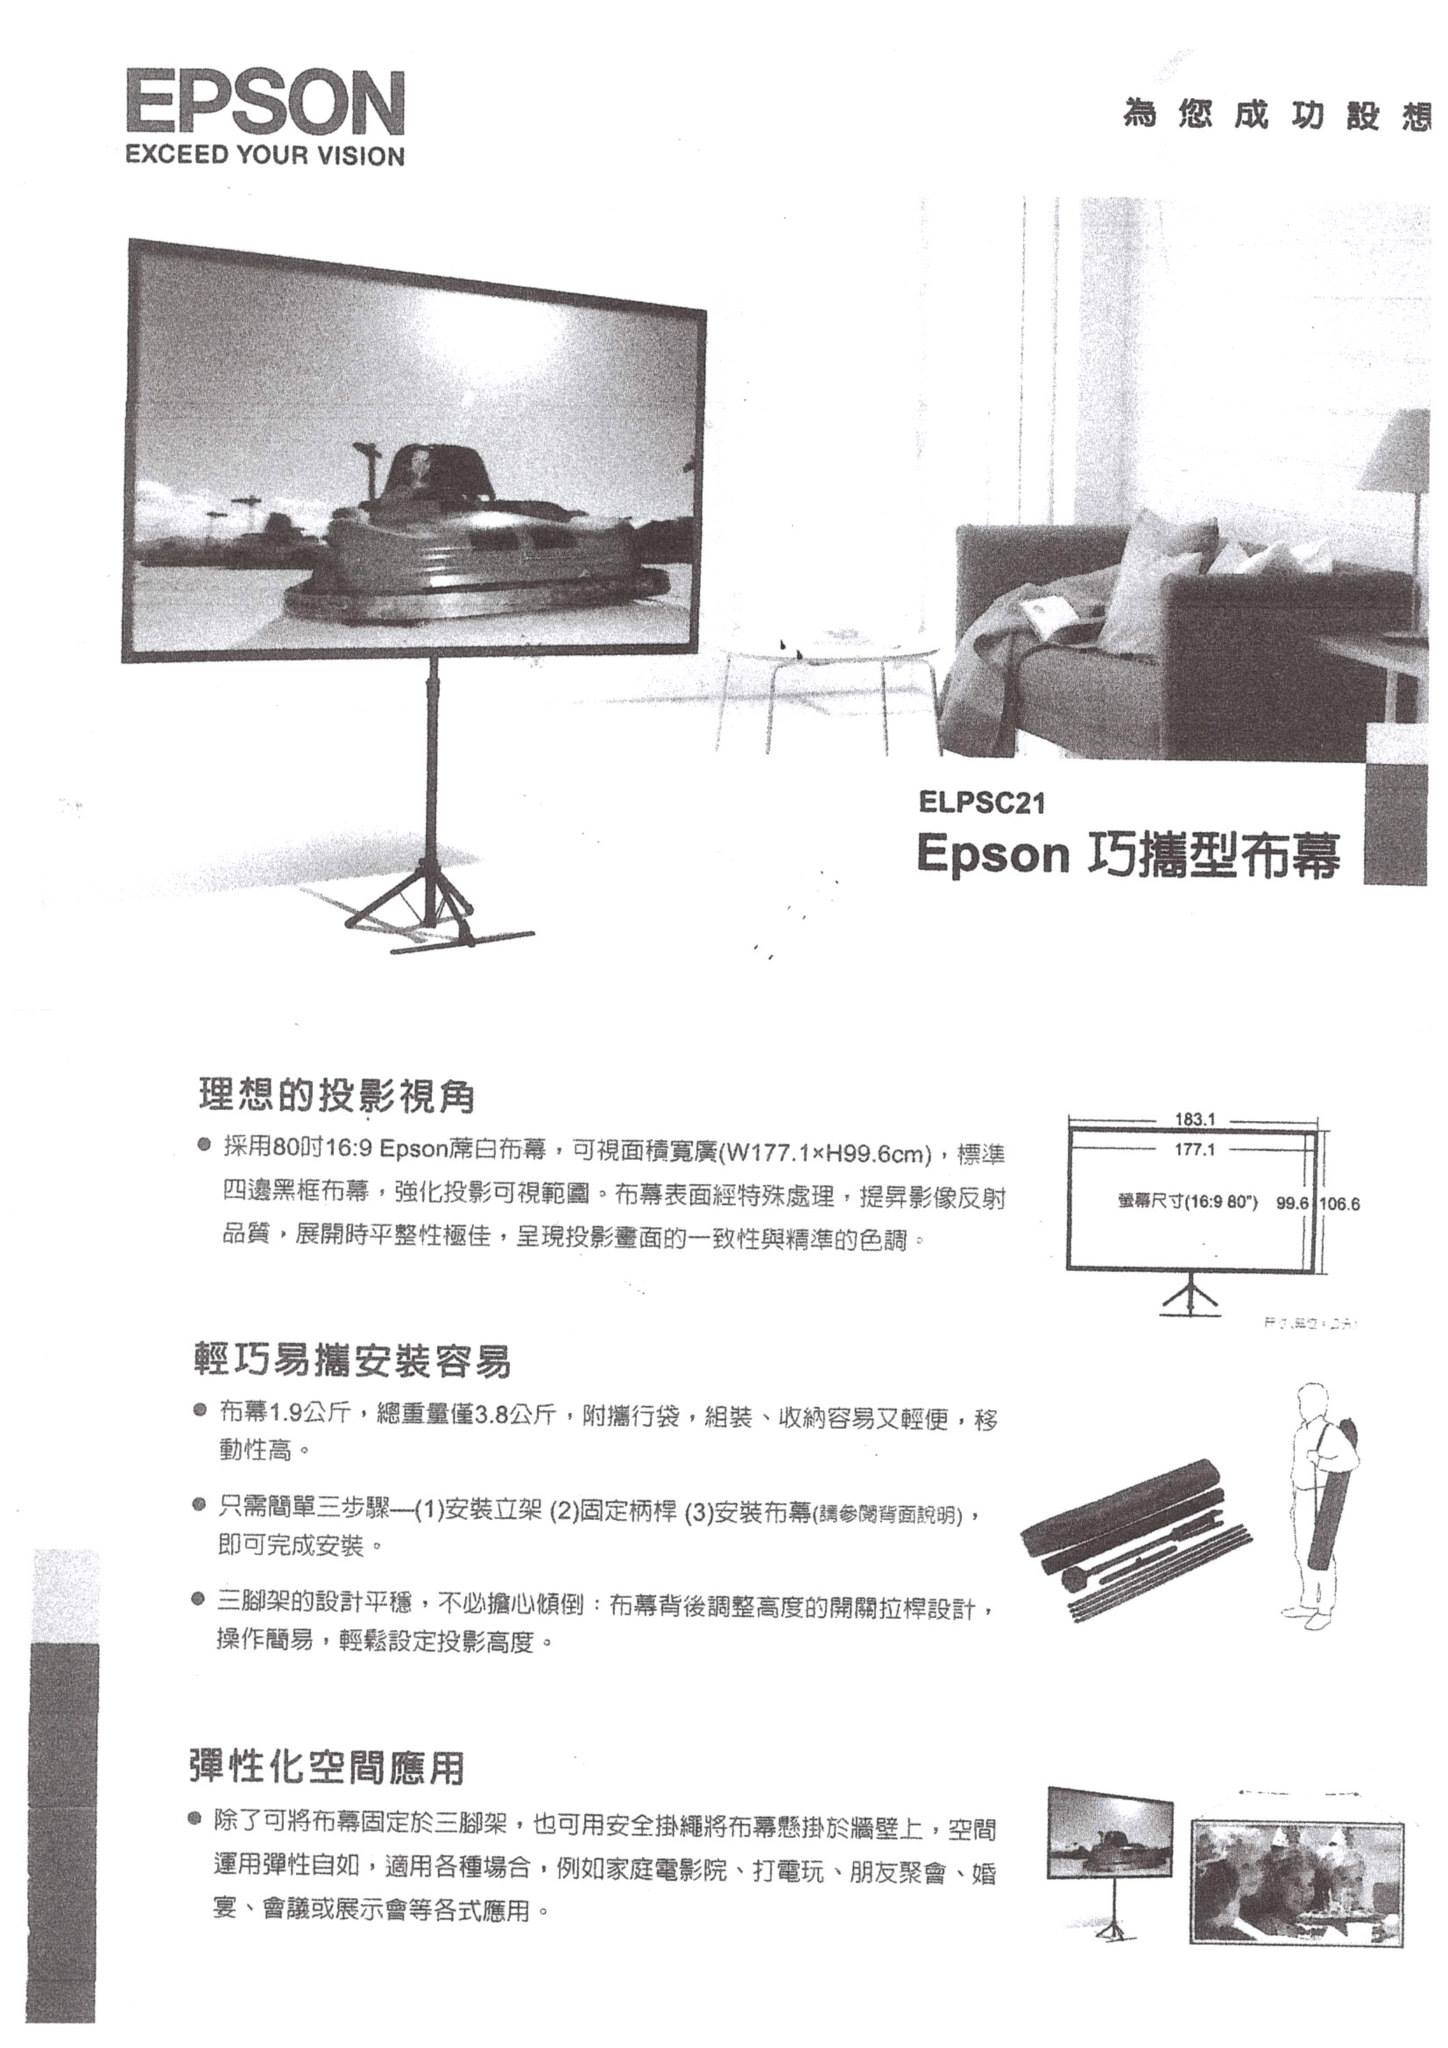 EPSON
EXCEED YOUR VISION
為您成功設想
ELPSC21
Epson 巧攜型布幕
理想的投影視角
● 採用80吋16:9 Epson蓆白布幕，可視面積寬廣(W177.1×H99.6cm)，標準
四邊黑框布幕，強化投影可視範圍。布幕表面經特殊處理，提昇影像反射
品質，展開時平整性極佳，呈現投影畫面的一致性與精準的色調。
183.1
177.1
螢幕尺寸(16:9 80") 99.6 106.6
輕巧易攜安裝容易
● 布幕1.9公斤，總重量僅3.8公斤，附攜行袋，組裝、收納容易又輕便，移
動性高。
● 只需簡單三步驟—(1)安裝立架 (2)固定柄桿 (3)安裝布幕(請參閱背面說明)，
即可完成安裝。
● 三腳架的設計平穩，不必擔心傾倒：布幕背後調整高度的開關拉桿設計，
操作簡易，輕鬆設定投影高度。
彈性化空間應用
● 除了可將布幕固定於三腳架，也可用安全掛繩將布幕懸掛於牆壁上，空間
運用彈性自如，適用各種場合，例如家庭電影院、打電玩、朋友聚會、婚
宴、會議或展示會等各式應用。